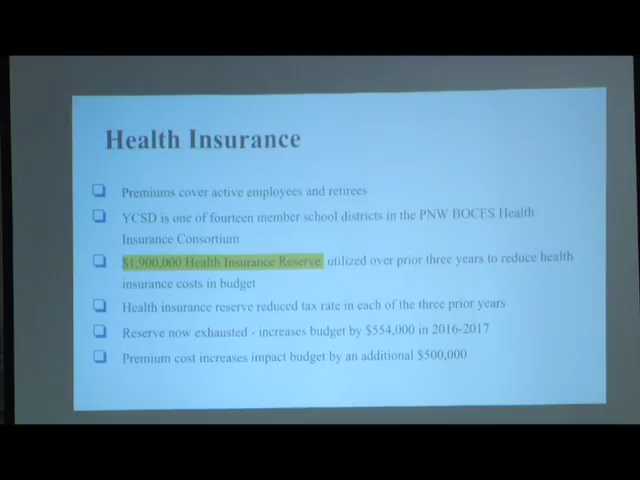 Health Insurance
Premiums cover active employees and retirees
YCSD is one of fourteen member school districts in the PNW BOCES Health
Insurance Consortium
$1,900,000 Health Insurance Reserve utilized over prior three years to reduce health
insurance costs in budget
Health insurance reserve reduced tax rate in each of the three prior years
Reserve now exhausted - increases budget by $554,000 in 2016-2017
Premium cost increases impact budget by an additional $500,000